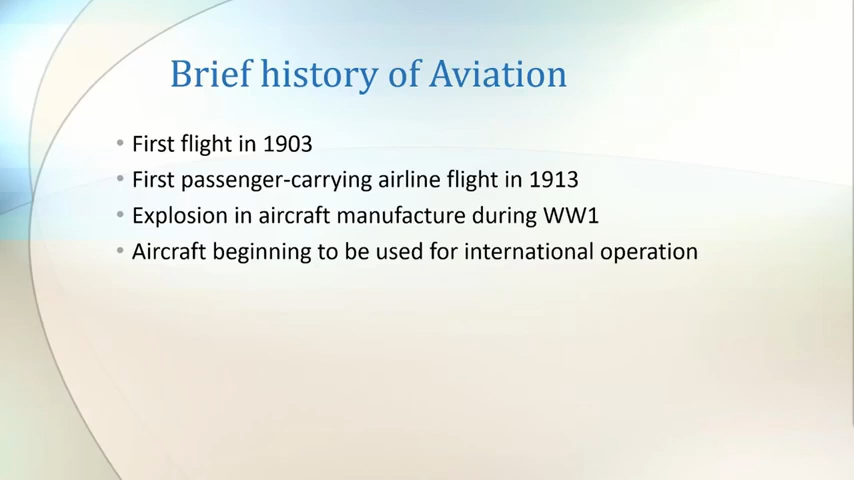 Brief history of Aviation
• First flight in 1903
• First passenger-carrying airline flight in 1913
• Explosion in aircraft manufacture during WW1
• Aircraft beginning to be used for international operation